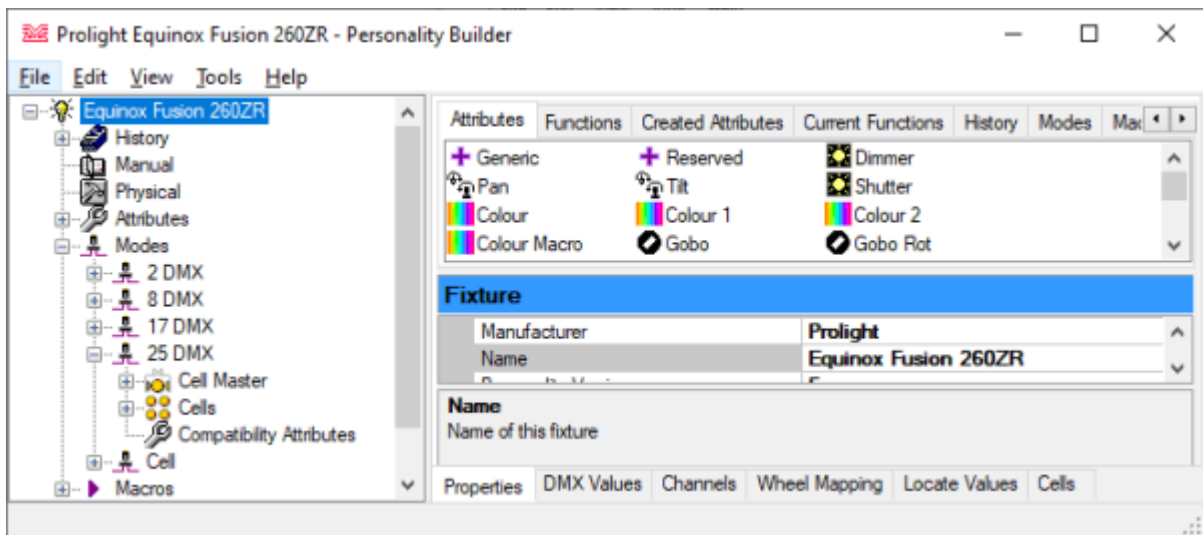 Prolight Equinox Fusion 260ZR - Personality Builder
File Edit View Tools Help
Equinox Fusion 260ZR
History
Manual
Physical
Attributes
Modes
2 DMX
8 DMX
17 DMX
25 DMX
Cell Master
Cells
Compatibility Attributes
Cell
Macros
Attributes Functions Created Attributes Current Functions History Modes
Generic Reserved Dimmer
Pan Tilt Shutter
Colour Colour 1 Colour 2
Colour Macro Gobo Gobo Rot
Fixture
Manufacturer Prolight
Name Equinox Fusion 260ZR
Name
Name of this fixture
Properties DMX Values Channels Wheel Mapping Locate Values Cells